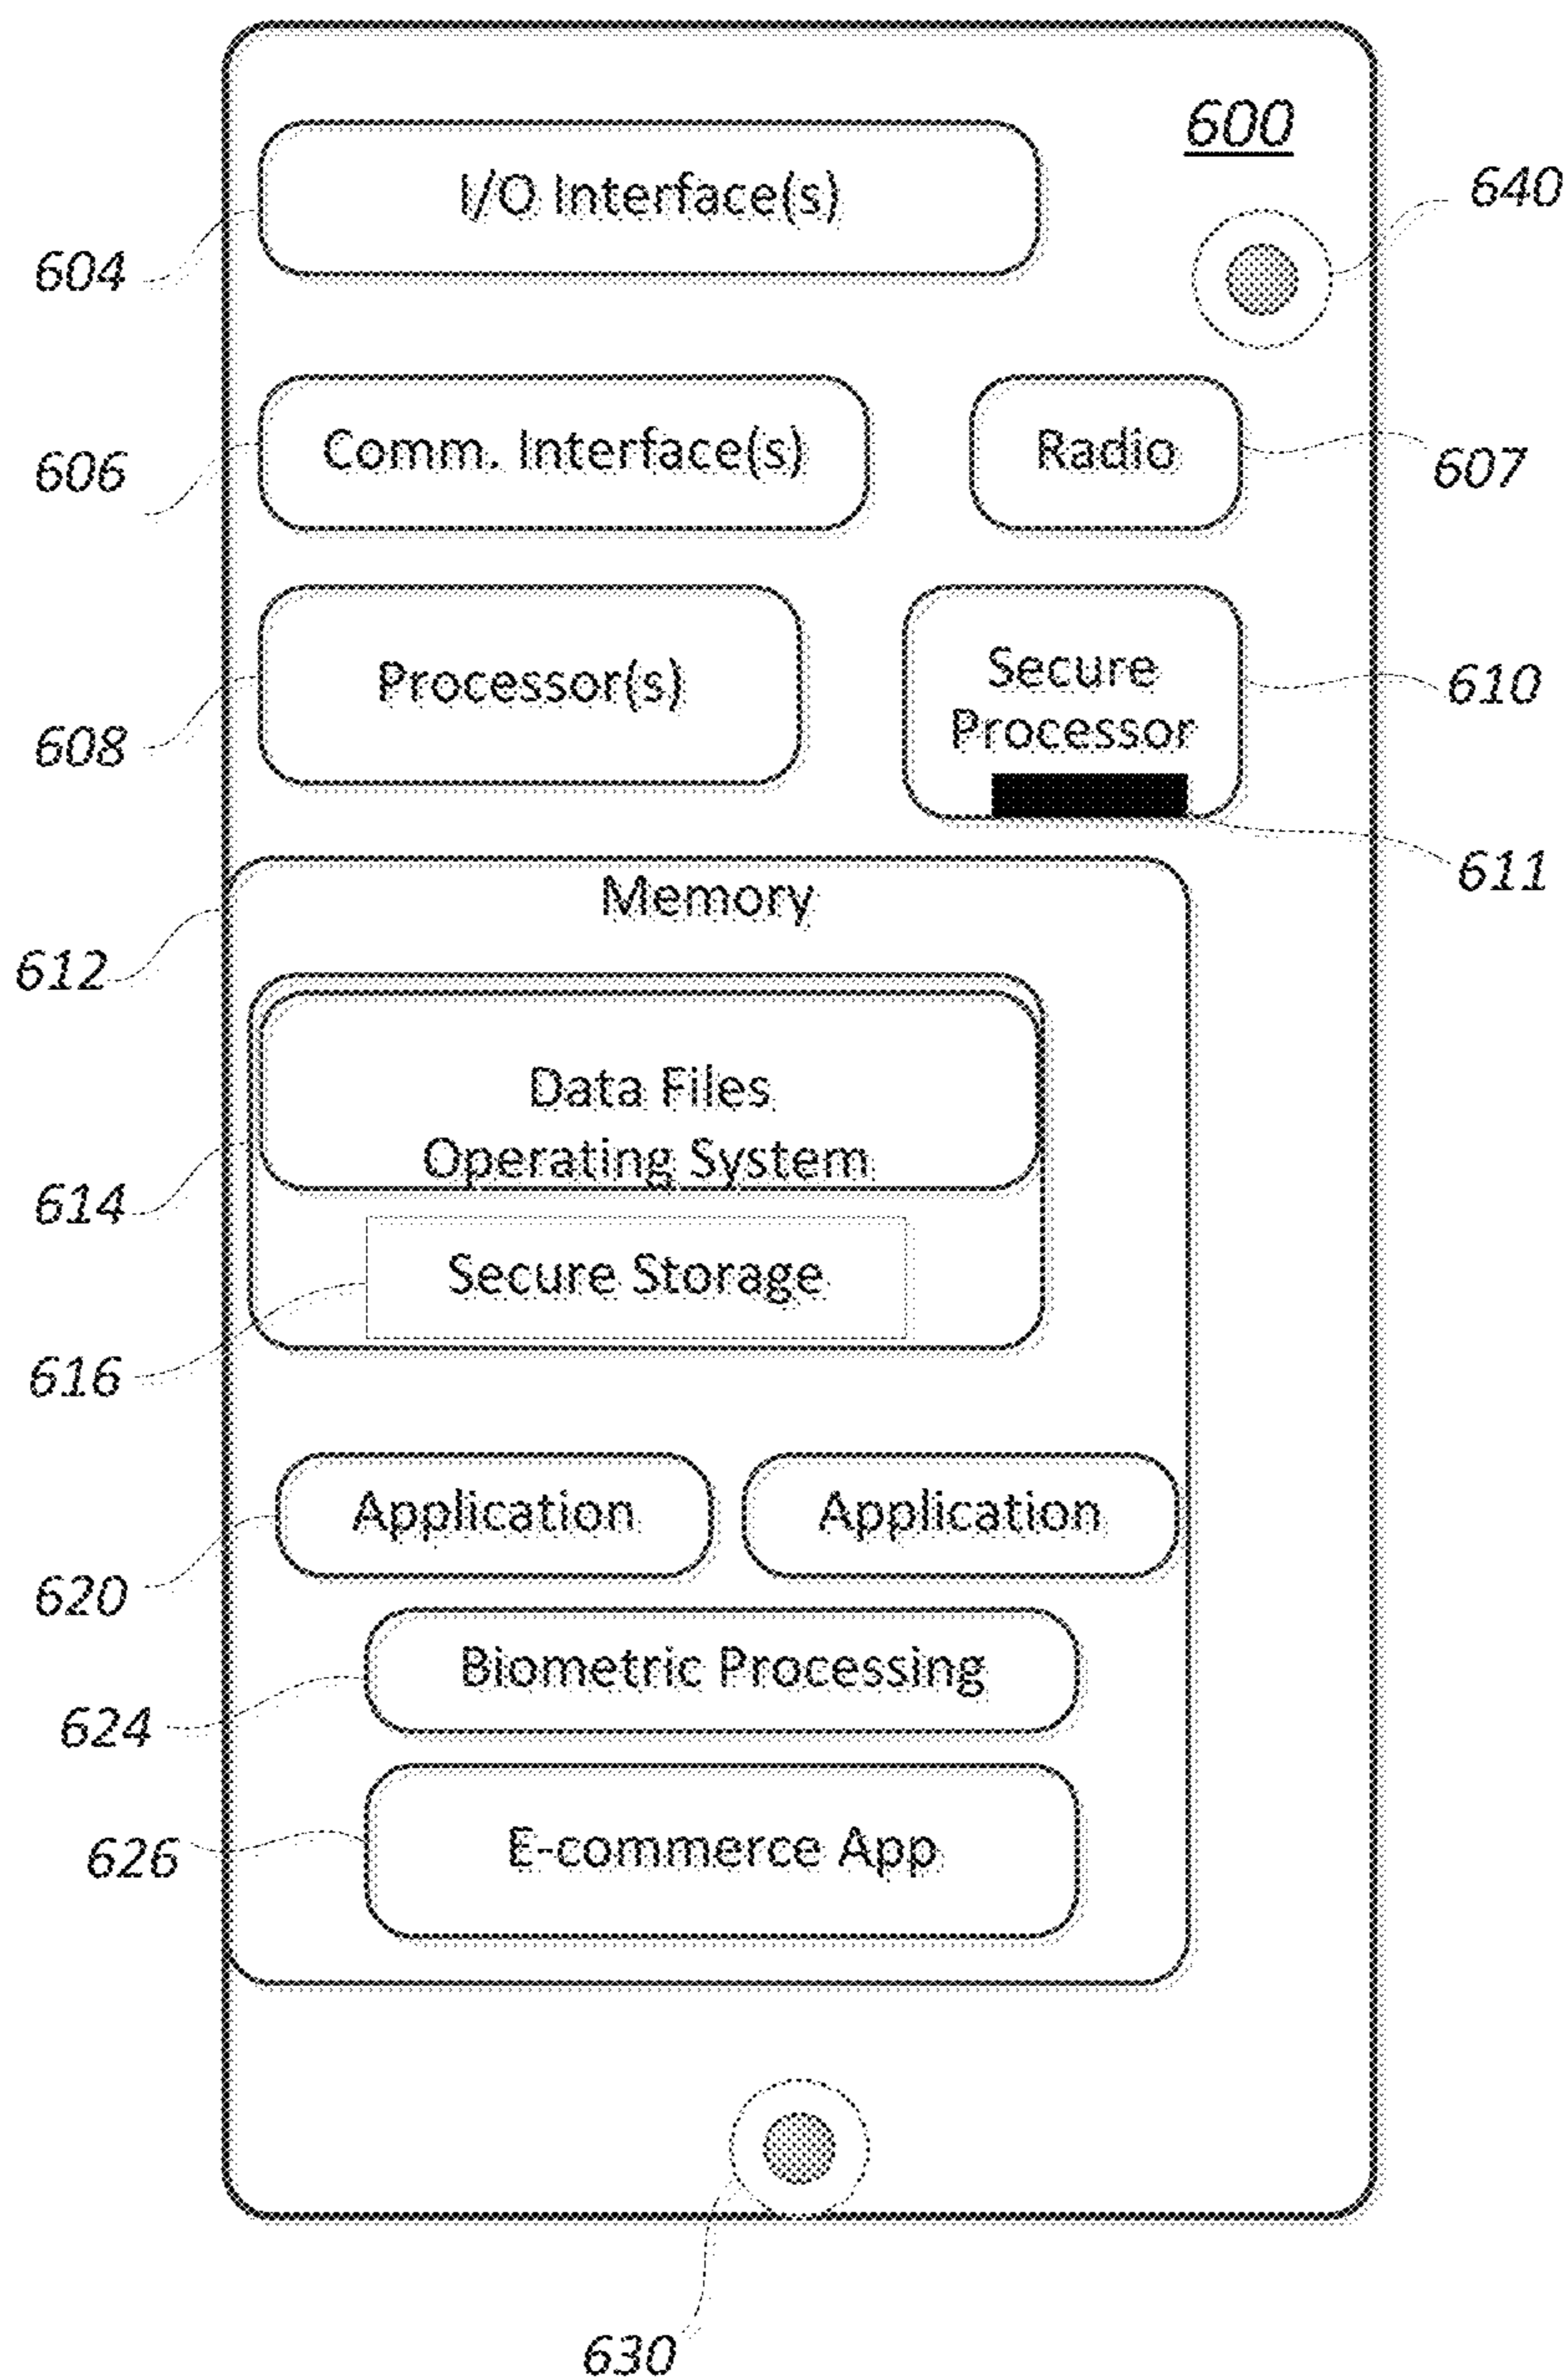 600
640
I/O Interface(s)
604
Comm. Interface(s)
Radio
606
607
Processor(s)
Secure
Processor
608
610
611
Memory
612
Data Files
Operating System
614
Secure Storage
616
Application
Application
620
Biometric Processing
624
E-commerce App
626
630